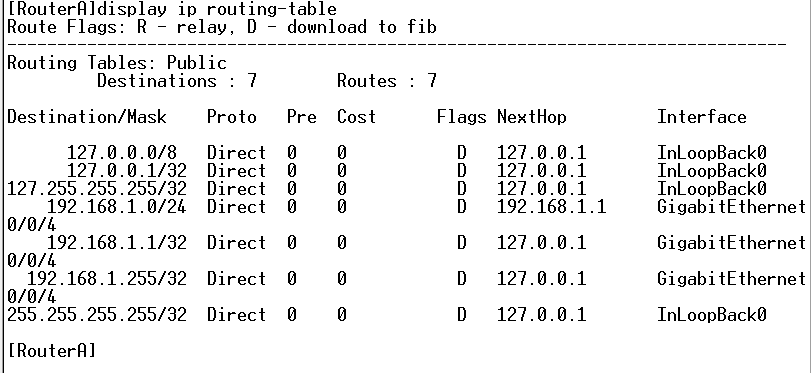 [RouterA]display ip routing-table
Route Flags: R - relay, D - download to fib
------------------------------------------------------------------------------
Routing Tables: Public
         Destinations : 7        Routes : 7

Destination/Mask    Proto   Pre  Cost      Flags NextHop         Interface

      127.0.0.0/8   Direct  0    0           D   127.0.0.1       InLoopBack0
      127.0.0.1/32  Direct  0    0           D   127.0.0.1       InLoopBack0
127.255.255.255/32  Direct  0    0           D   127.0.0.1       InLoopBack0
    192.168.1.0/24  Direct  0    0           D   192.168.1.1     GigabitEthernet
0/0/4
    192.168.1.1/32  Direct  0    0           D   127.0.0.1       GigabitEthernet
0/0/4
  192.168.1.255/32  Direct  0    0           D   127.0.0.1       GigabitEthernet
0/0/4
255.255.255.255/32  Direct  0    0           D   127.0.0.1       InLoopBack0

[RouterA]